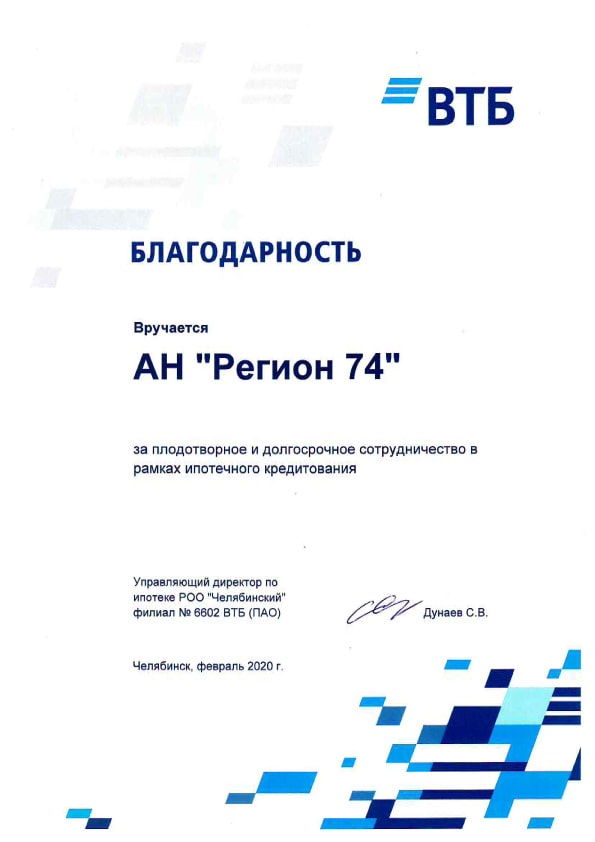 ВТБ
БЛАГОДАРНОСТЬ
Вручается
АН "Регион 74"
за плодотворное и долгосрочное сотрудничество в
рамках ипотечного кредитования
Управляющий директор по
ипотеке РОО "Челябинский"
филиал № 6602 ВТБ (ПАО)
Дунаев С.В.
Челябинск, февраль 2020 г.